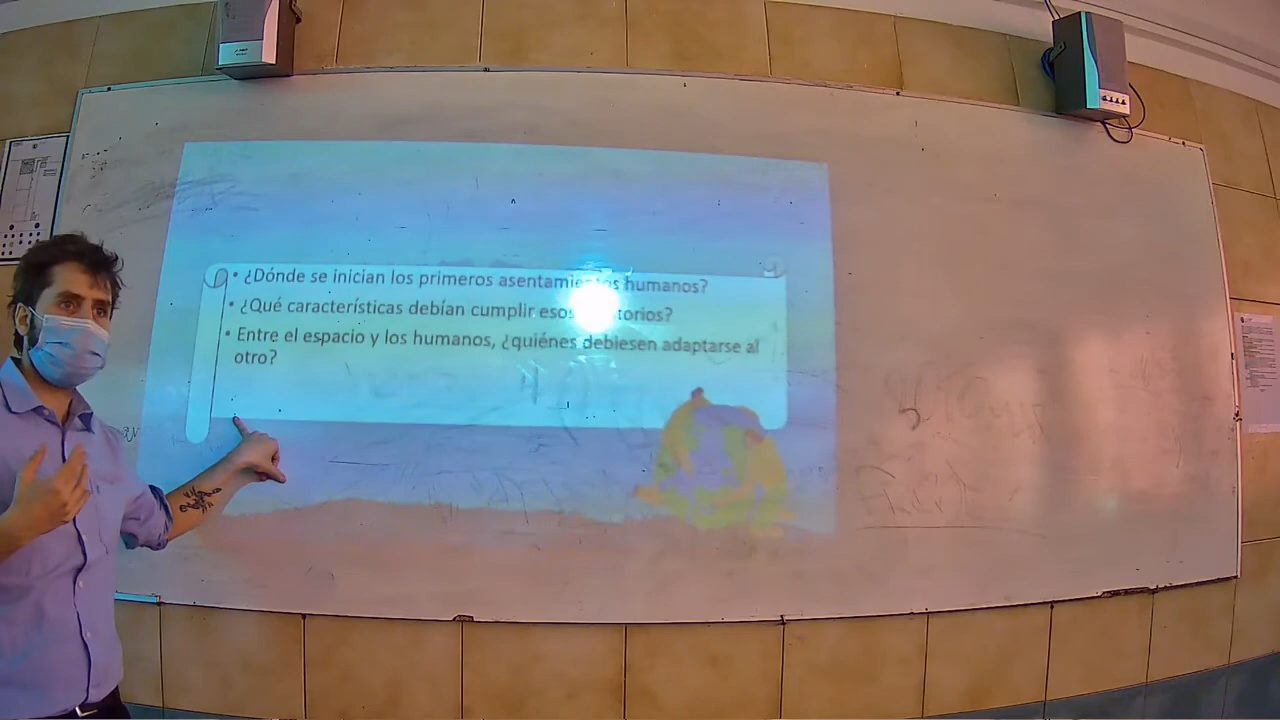 • ¿Dónde se inician los primeros asentamientos humanos?
• ¿Qué características debían cumplir esos territorios?
• Entre el espacio y los humanos, ¿quiénes debiesen adaptarse al
otro?